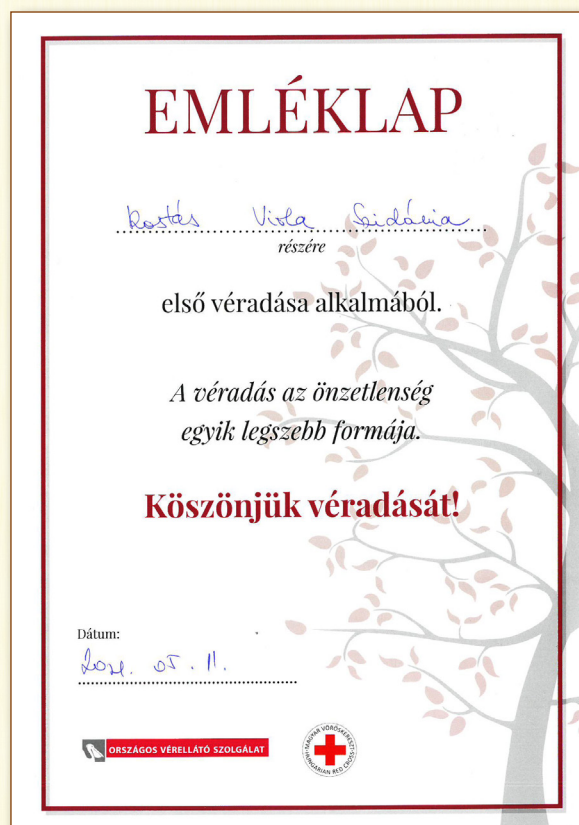 EMLÉKLAP
Kostás Viola Szidónia
részére
első véradása alkalmából.
A véradás az önzetlenség
egyik legszebb formája.
Köszönjük véradását!
Dátum:
05. 11.
ORSZÁGOS VÉRELLÁTÓ SZOLGÁLAT
MAGYAR VÖRÖSKERESZT
HUNGARIAN RED CROSS